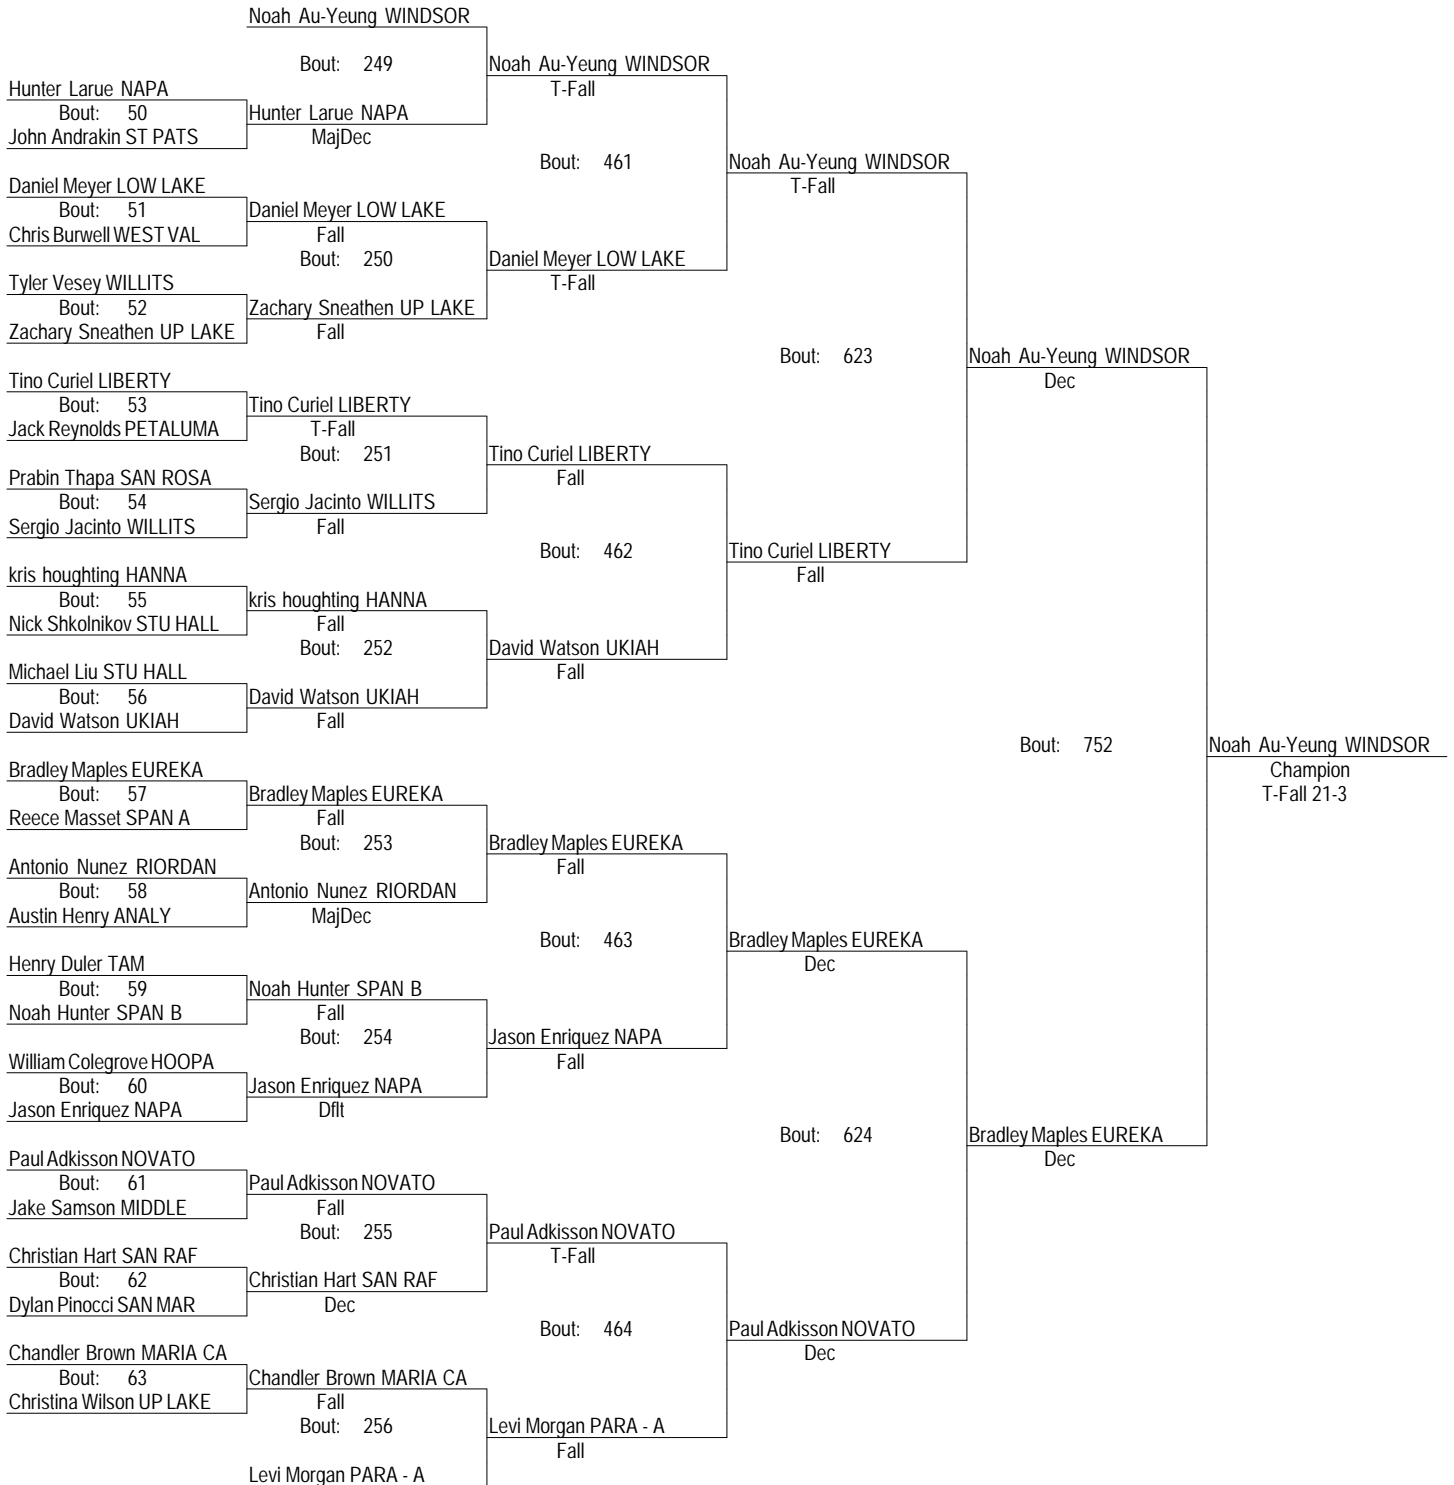 Noah Au-Yeung WINDSOR
Bout: 249
Noah Au-Yeung WINDSOR
T-Fall
Hunter Larue NAPA
Bout: 50
John Andrakin ST PATS
Hunter Larue NAPA
MajDec
Bout: 461
Noah Au-Yeung WINDSOR
T-Fall
Daniel Meyer LOW LAKE
Bout: 51
Chris Burwell WEST VAL
Daniel Meyer LOW LAKE
Fall
Bout: 250
Daniel Meyer LOW LAKE
T-Fall
Tyler Vesey WILLITS
Bout: 52
Zachary Sneathen UP LAKE
Zachary Sneathen UP LAKE
Fall
Bout: 623
Noah Au-Yeung WINDSOR
Dec
Tino Curiel LIBERTY
Bout: 53
Jack Reynolds PETALUMA
Tino Curiel LIBERTY
T-Fall
Bout: 251
Tino Curiel LIBERTY
Fall
Prabin Thapa SAN ROSA
Bout: 54
Sergio Jacinto WILLITS
Sergio Jacinto WILLITS
Fall
Bout: 462
Tino Curiel LIBERTY
Fall
kris houghting HANNA
Bout: 55
Nick Shkolnikov STU HALL
kris houghting HANNA
Fall
Bout: 252
David Watson UKIAH
Fall
Michael Liu STU HALL
Bout: 56
David Watson UKIAH
David Watson UKIAH
Fall
Bout: 752
Noah Au-Yeung WINDSOR
Champion
T-Fall 21-3
Bradley Maples EUREKA
Bout: 57
Reece Masset SPAN A
Bradley Maples EUREKA
Fall
Bout: 253
Bradley Maples EUREKA
Fall
Antonio Nunez RIORDAN
Bout: 58
Austin Henry ANALY
Antonio Nunez RIORDAN
MajDec
Bout: 463
Bradley Maples EUREKA
Dec
Henry Duler TAM
Bout: 59
Noah Hunter SPAN B
Noah Hunter SPAN B
Fall
Bout: 254
Jason Enriquez NAPA
Fall
William Colegrove HOOPA
Bout: 60
Jason Enriquez NAPA
Jason Enriquez NAPA
Dflt
Bout: 624
Bradley Maples EUREKA
Dec
Paul Adkisson NOVATO
Bout: 61
Jake Samson MIDDLE
Paul Adkisson NOVATO
Fall
Bout: 255
Paul Adkisson NOVATO
T-Fall
Christian Hart SAN RAF
Bout: 62
Dylan Pinocci SAN MAR
Christian Hart SAN RAF
Dec
Bout: 464
Paul Adkisson NOVATO
Dec
Chandler Brown MARIA CA
Bout: 63
Christina Wilson UP LAKE
Chandler Brown MARIA CA
Fall
Bout: 256
Levi Morgan PARA - A
Fall
Levi Morgan PARA - A